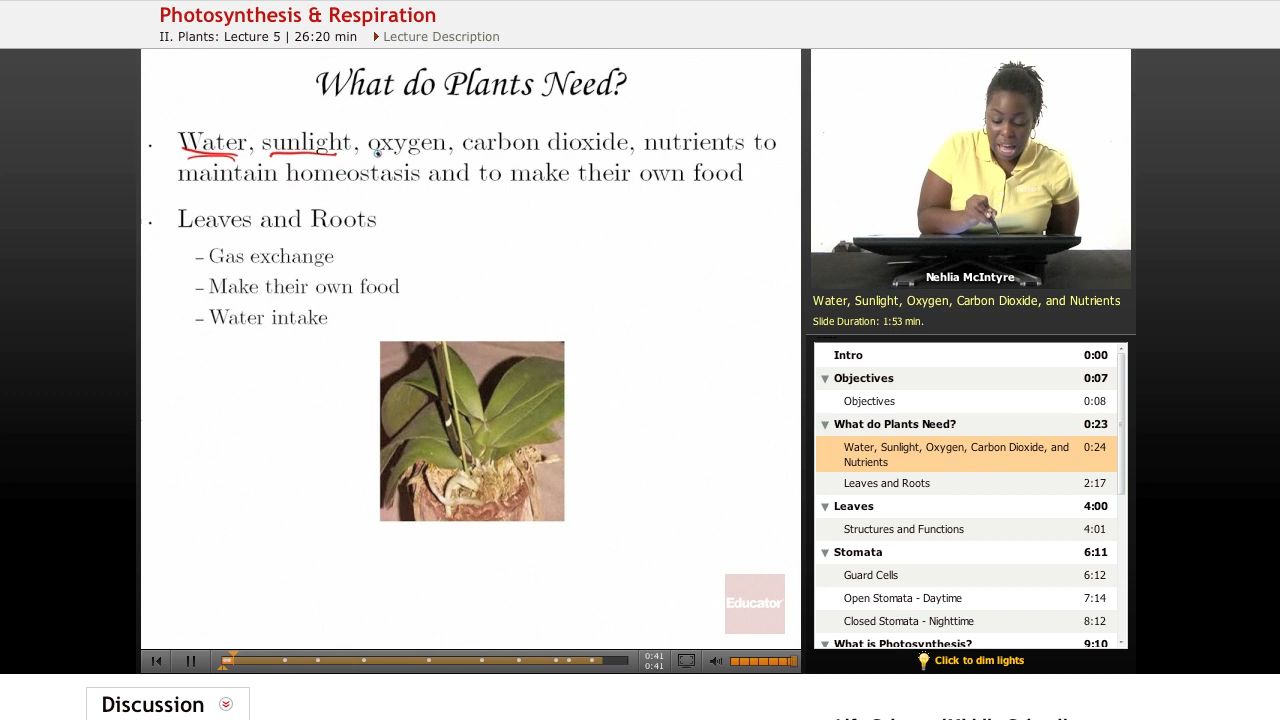 Photosynthesis & Respiration
II. Plants: Lecture 5 | 26:20 min
Lecture Description
What do Plants Need?
· Water, sunlight, oxygen, carbon dioxide, nutrients to
maintain homeostasis and to make their own food
· Leaves and Roots
– Gas exchange
– Make their own food
– Water intake
Educator
0:41
0:41
Nehlia McIntyre
Water, Sunlight, Oxygen, Carbon Dioxide, and Nutrients
Slide Duration: 1:53 min.
Intro 0:00
Objectives 0:07
Objectives 0:08
What do Plants Need? 0:23
Water, Sunlight, Oxygen, Carbon Dioxide, and 0:24
Nutrients
Leaves and Roots 2:17
Leaves 4:00
Structures and Functions 4:01
Stomata 6:11
Guard Cells 6:12
Open Stomata - Daytime 7:14
Closed Stomata - Nighttime 8:12
What is Photosynthesis? 9:10
Click to dim lights
Discussion